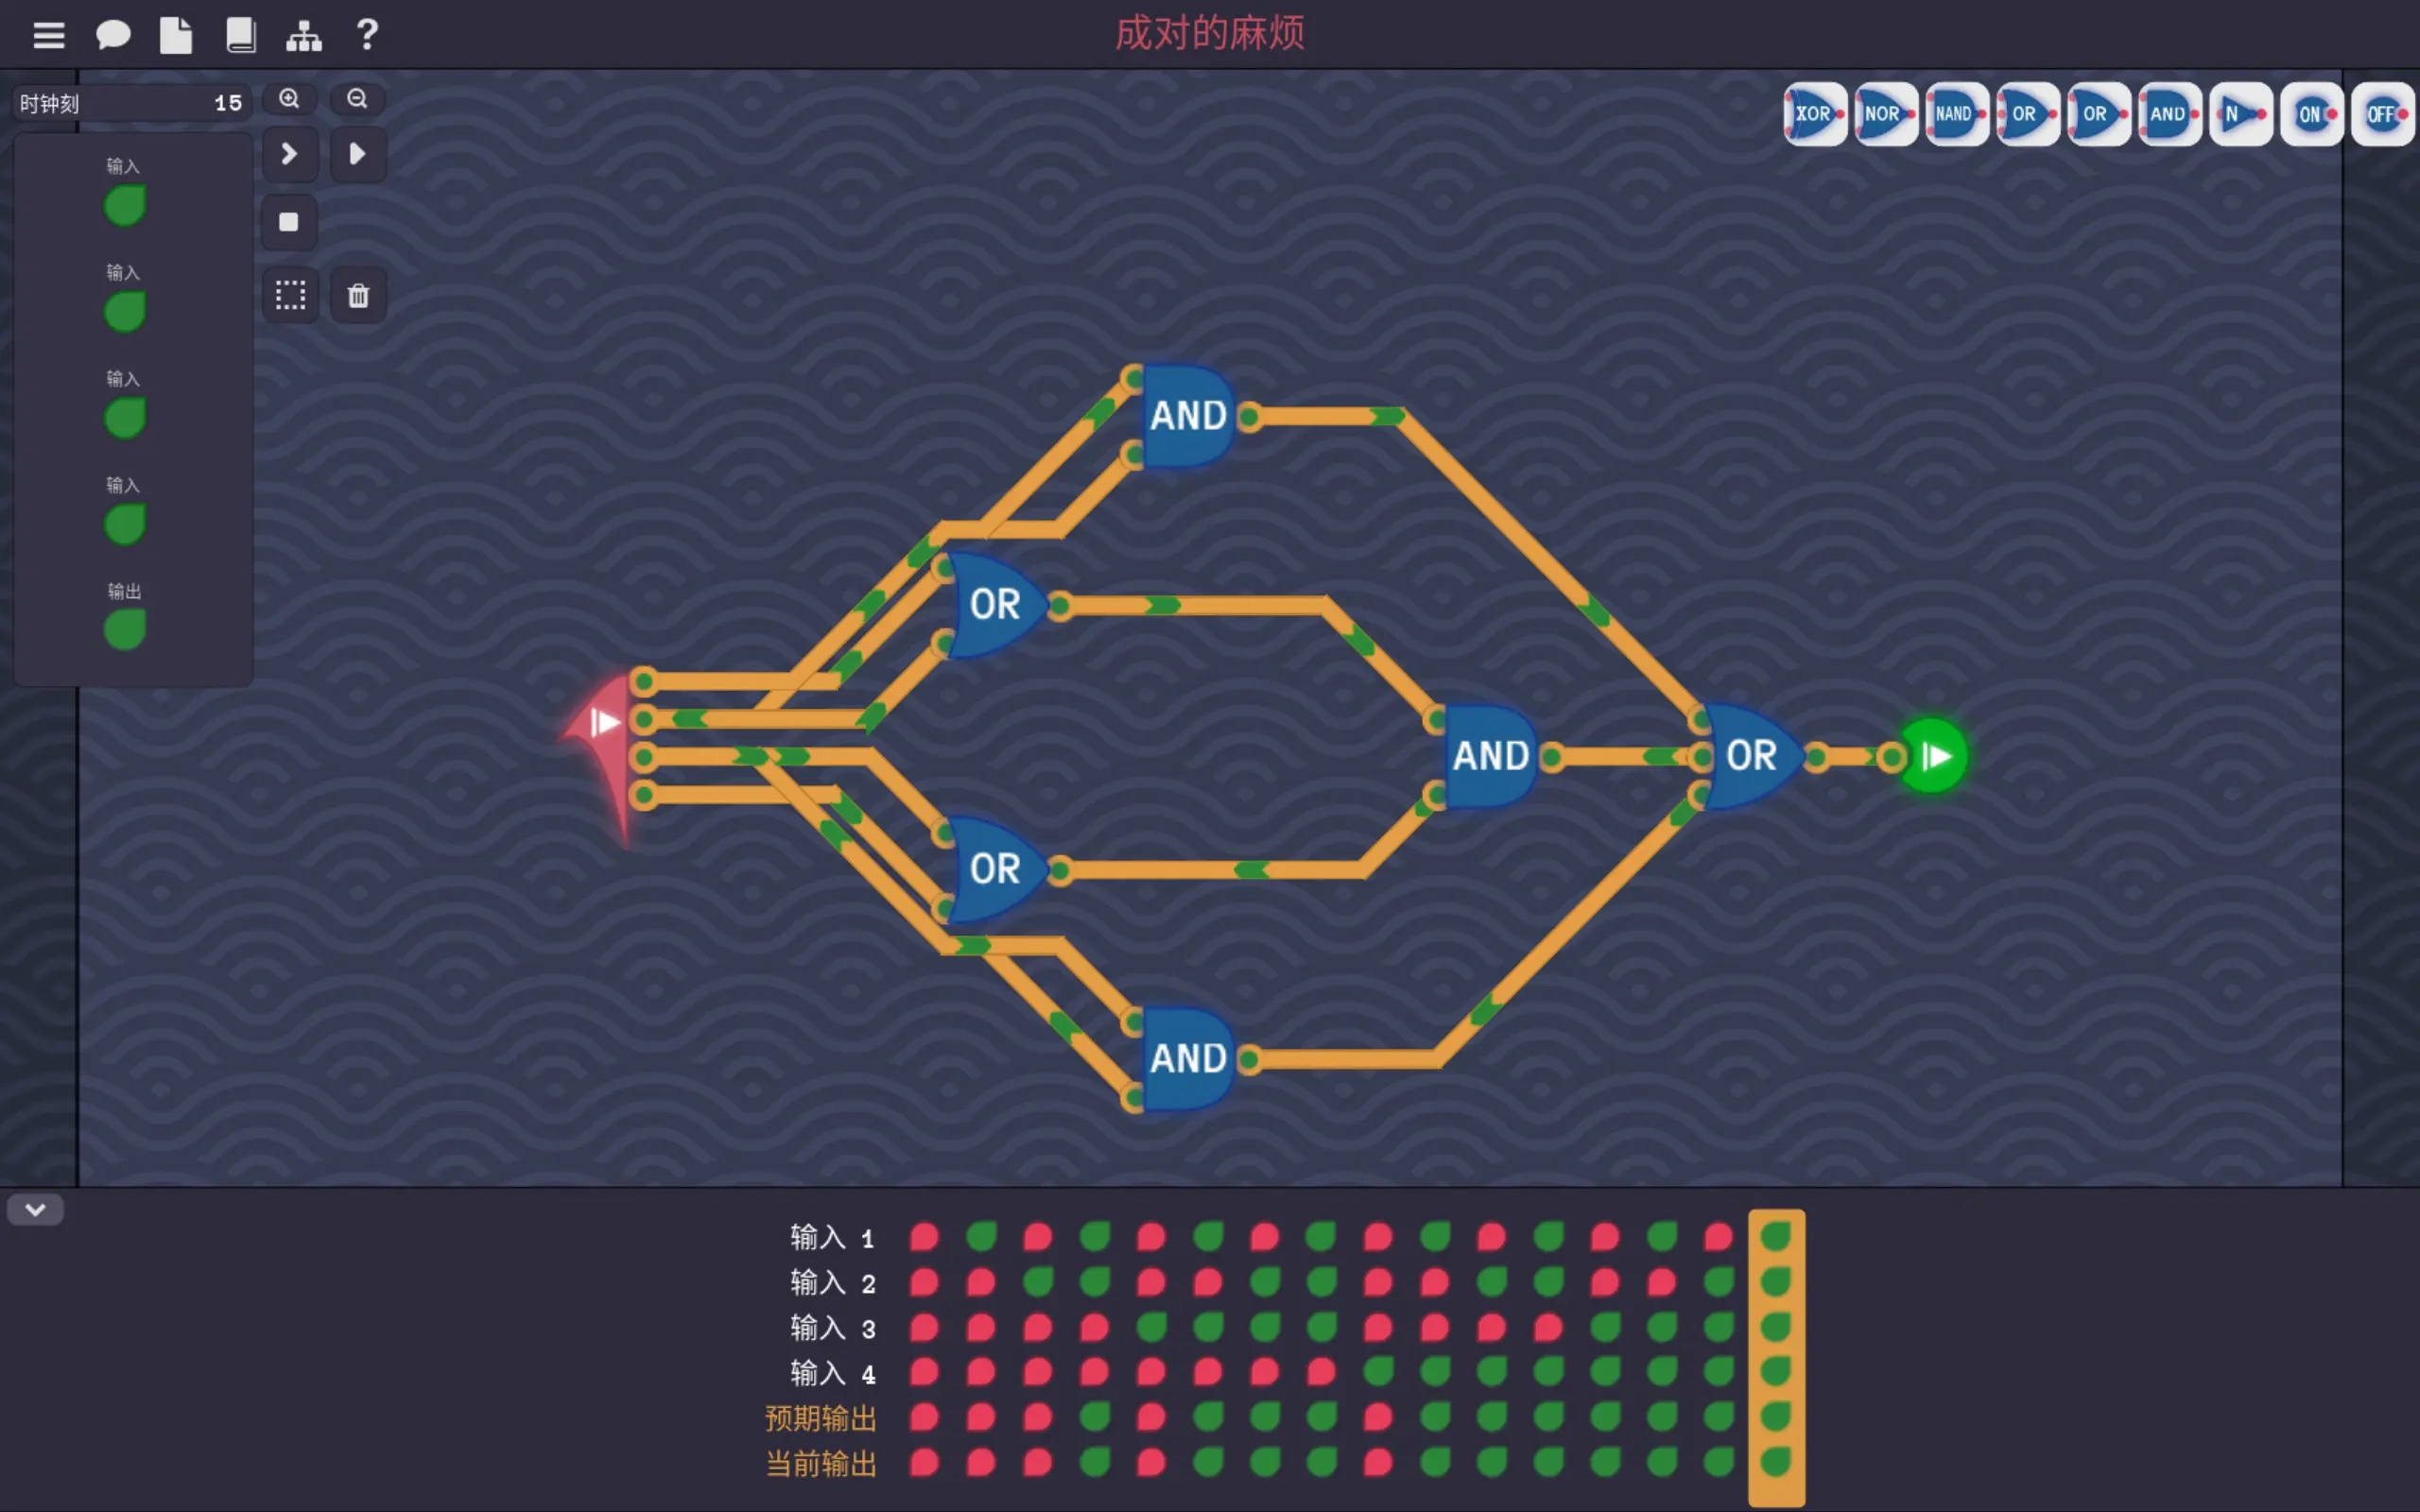 ?
成对的麻烦
时钟刻 15
XOR NOR NAND OR OR AND N ON OFF
输入
输入
输入
输入
输出
AND
OR
AND
OR
OR
AND
输入 1
输入 2
输入 3
输入 4
预期输出
当前输出